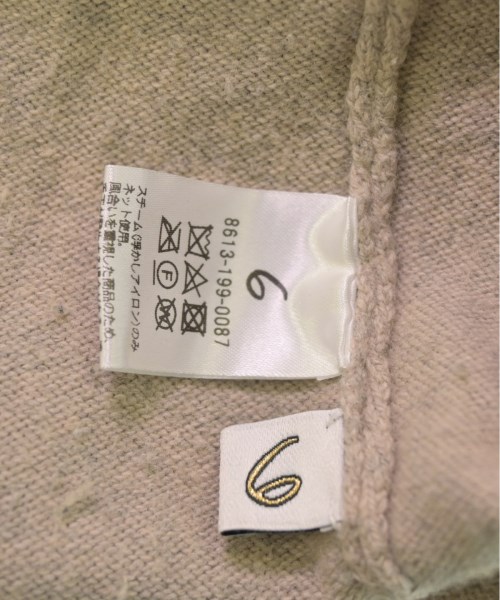 6
8613-199-0087
F W
スチーム(浮かしアイロン)のみ
ネット使用。
風合いを重視した商品のため、
6